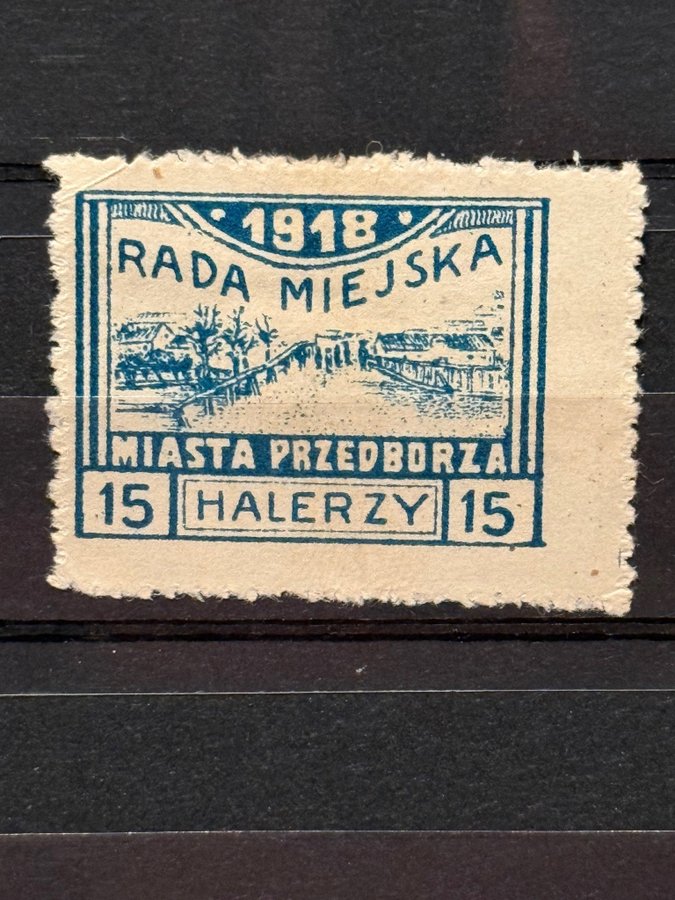 · 1918 ·
RADA MIEJSKA
MIASTA PRZEDBORZA
15 HALERZY 15